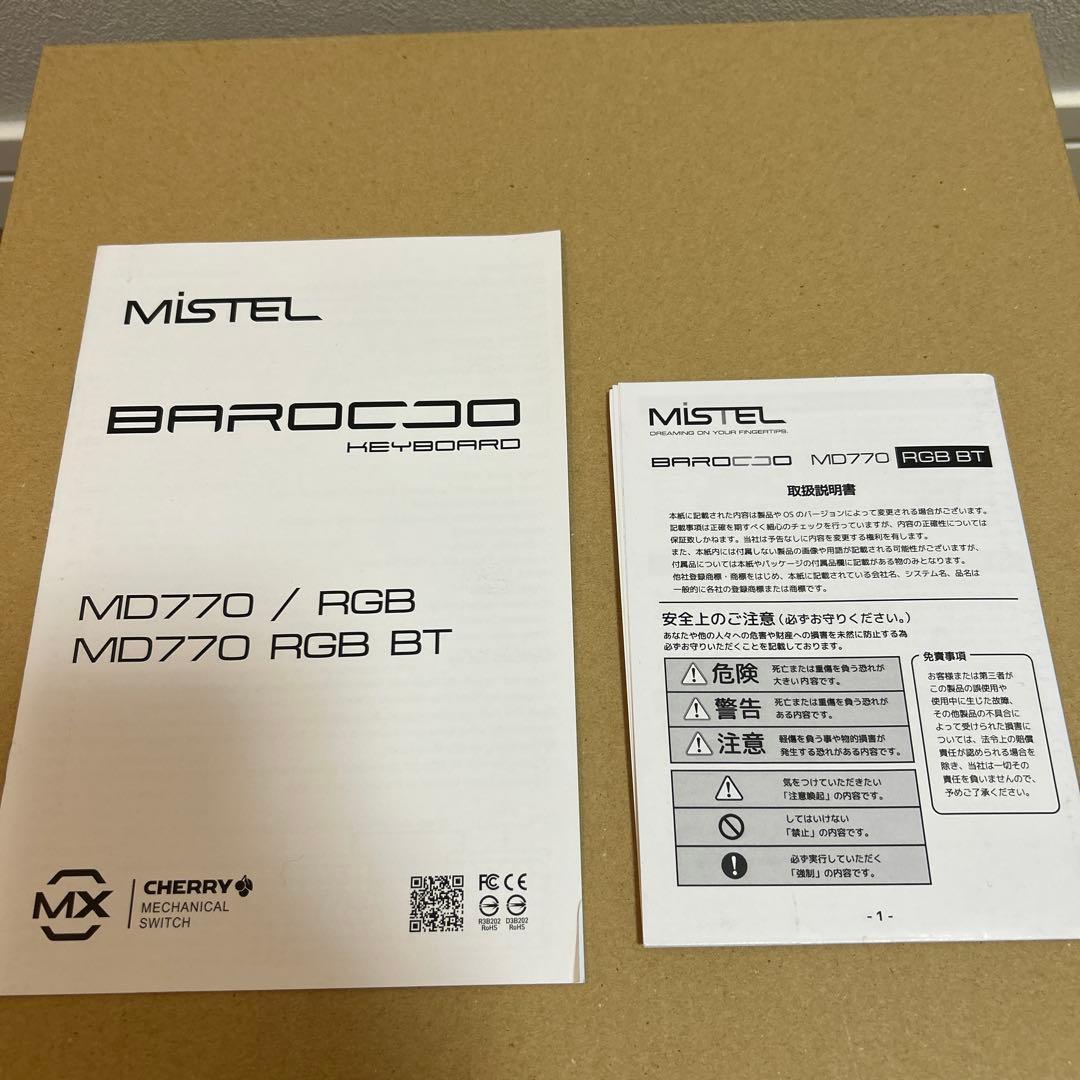 MiSTEL
BAROCCO
KEYBOARD
MD770 / RGB
MD770 RGB BT
MX
CHERRY
MECHANICAL
SWITCH
FC CE
R3B202 D3B202
RoHS RoHS
MiSTEL
DREAMING ON YOUR FINGERTIPS.
BAROCCO MD770 RGB BT
取扱説明書
本紙に記載された内容は製品や OS のバージョンによって変更される場合がございます。
記載事項は正確を期すべく細心のチェックを行っていますが、内容の正確性については
保証致しかねます。当社は予告なしに内容を変更する権利を有します。
また、本紙内には付属しない製品の画像や用語が記載される可能性がございますが、
付属品については本紙やパッケージの付属品欄に記載がある物のみとなります。
他社登録商標・商標をはじめ、本紙に記載されている会社名、システム名、品名は
一般的に各社の登録商標または商標です。
安全上のご注意（必ずお守りください。）
あなたや他の人々への危害や財産への損害を未然に防止する為
必ずお守りいただくことを記載しております。
危険 死亡または重傷を負う恐れが
大きい内容です。
警告 死亡または重傷を負う恐れが
ある内容です。
注意 軽傷を負う事や物的損害が
発生する恐れがある内容です。
気をつけていただきたい
「注意喚起」の内容です。
してはいけない
「禁止」の内容です。
必ず実行していただく
「強制」の内容です。
免責事項
お客様または第三者が
この製品の誤使用や
使用中に生じた故障、
その他製品の不具合に
よって受けられた損害に
ついては、法令上の賠償
責任が認められる場合を
除き、当社は一切その
責任を負いませんので、
予めご了承ください。
- 1 -